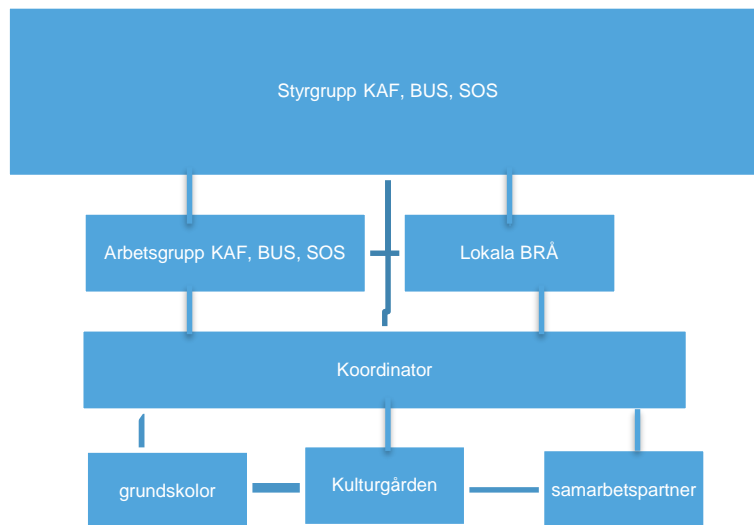 Styrgrupp KAF, BUS, SOS
Arbetsgrupp KAF, BUS, SOS
Lokala BRÅ
Koordinator
grundskolor
Kulturgården
samarbetspartner